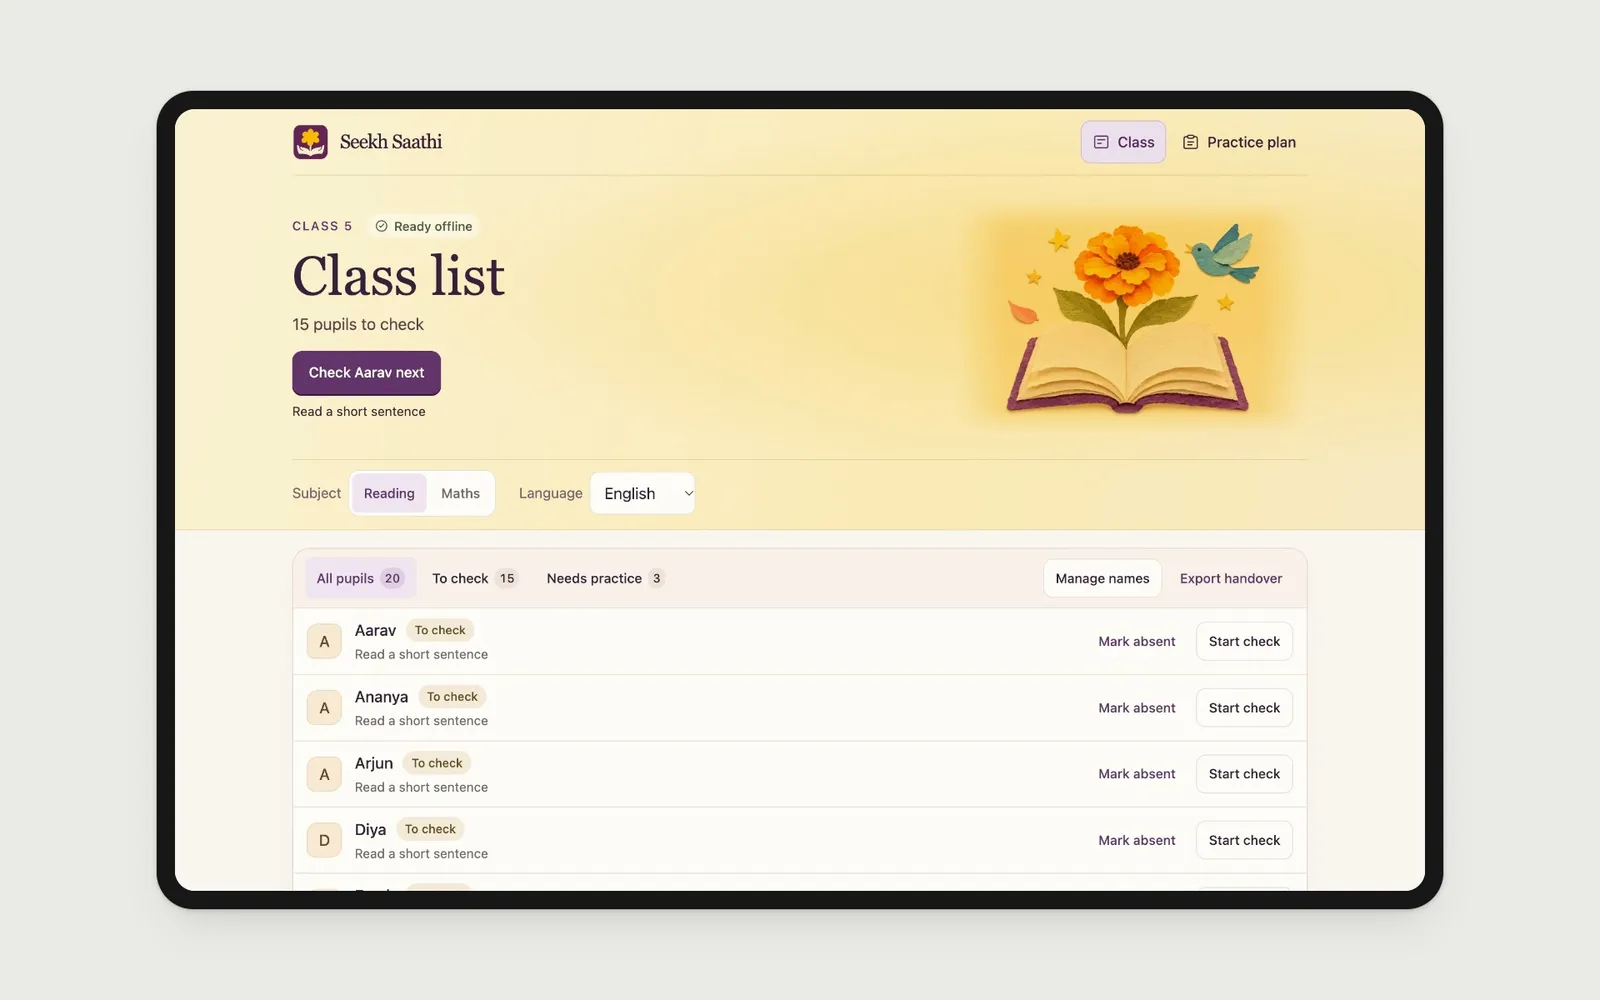 Seekh Saathi
Class
Practice plan
CLASS 5
Ready offline
Class list
15 pupils to check
Check Aarav next
Read a short sentence
Subject
Reading
Maths
Language
English
All pupils 20
To check 15
Needs practice 3
Manage names
Export handover
A
Aarav
To check
Read a short sentence
Mark absent
Start check
A
Ananya
To check
Read a short sentence
Mark absent
Start check
A
Arjun
To check
Read a short sentence
Mark absent
Start check
D
Diya
To check
Read a short sentence
Mark absent
Start check